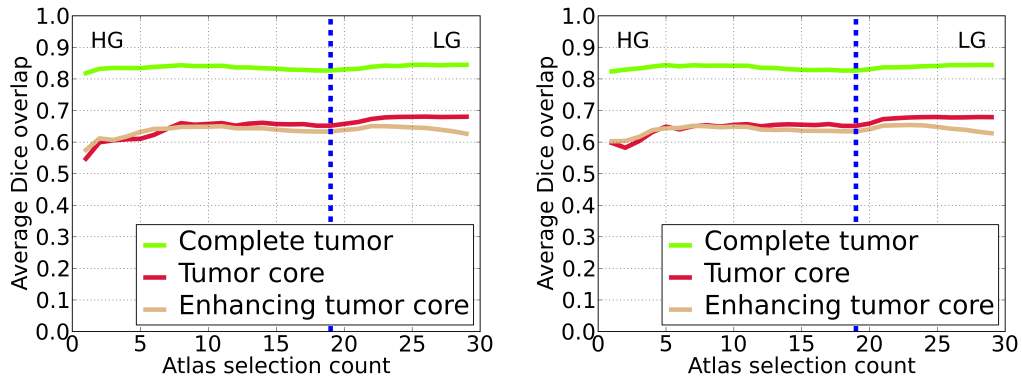 1.0
0.9
0.8
0.7
0.6
0.5
0.4
0.3
0.2
0.1
0.0
Average Dice overlap
HG
LG
Complete tumor
Tumor core
Enhancing tumor core
0 5 10 15 20 25 30
Atlas selection count
1.0
0.9
0.8
0.7
0.6
0.5
0.4
0.3
0.2
0.1
0.0
Average Dice overlap
HG
LG
Complete tumor
Tumor core
Enhancing tumor core
0 5 10 15 20 25 30
Atlas selection count